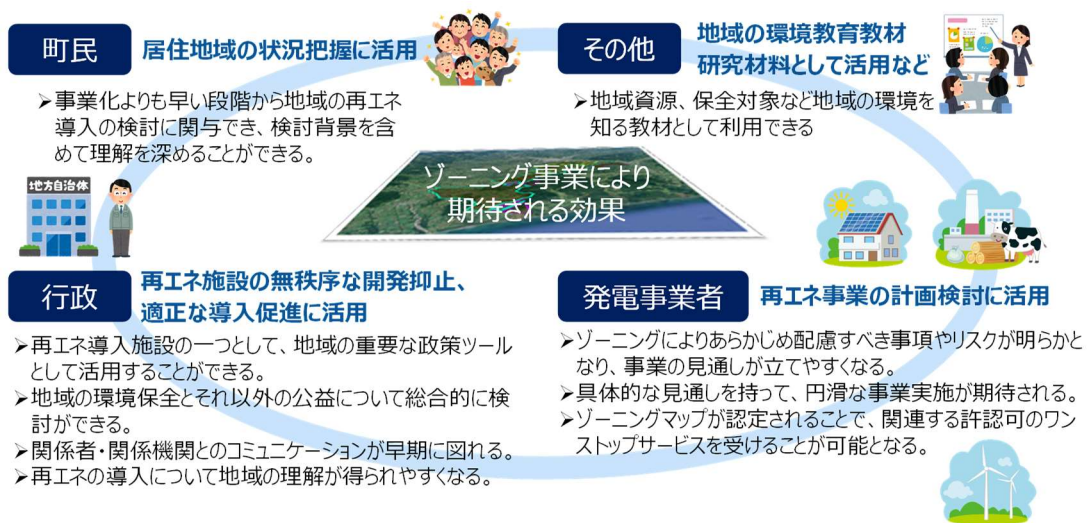 町民
居住地域の状況把握に活用
➢事業化よりも早い段階から地域の再エネ
導入の検討に関与でき、検討背景を含
めて理解を深めることができる。
その他
地域の環境教育教材
研究材料として活用など
➢地域資源、保全対象など地域の環境を
知る教材として利用できる
ゾーニング事業により
期待される効果
地方自治体
行政
再エネ施設の無秩序な開発抑止、
適正な導入促進に活用
➢再エネ導入施設の一つとして、地域の重要な政策ツール
として活用することができる。
➢地域の環境保全とそれ以外の公益について総合的に検
討ができる。
➢関係者・関係機関とのコミュニケーションが早期に図れる。
➢再エネの導入について地域の理解が得られやすくなる。
発電事業者
再エネ事業の計画検討に活用
➢ゾーニングによりあらかじめ配慮すべき事項やリスクが明らかと
なり、事業の見通しが立てやすくなる。
➢具体的な見通しを持って、円滑な事業実施が期待される。
➢ゾーニングマップが認定されることで、関連する許認可のワン
ストップサービスを受けることが可能となる。